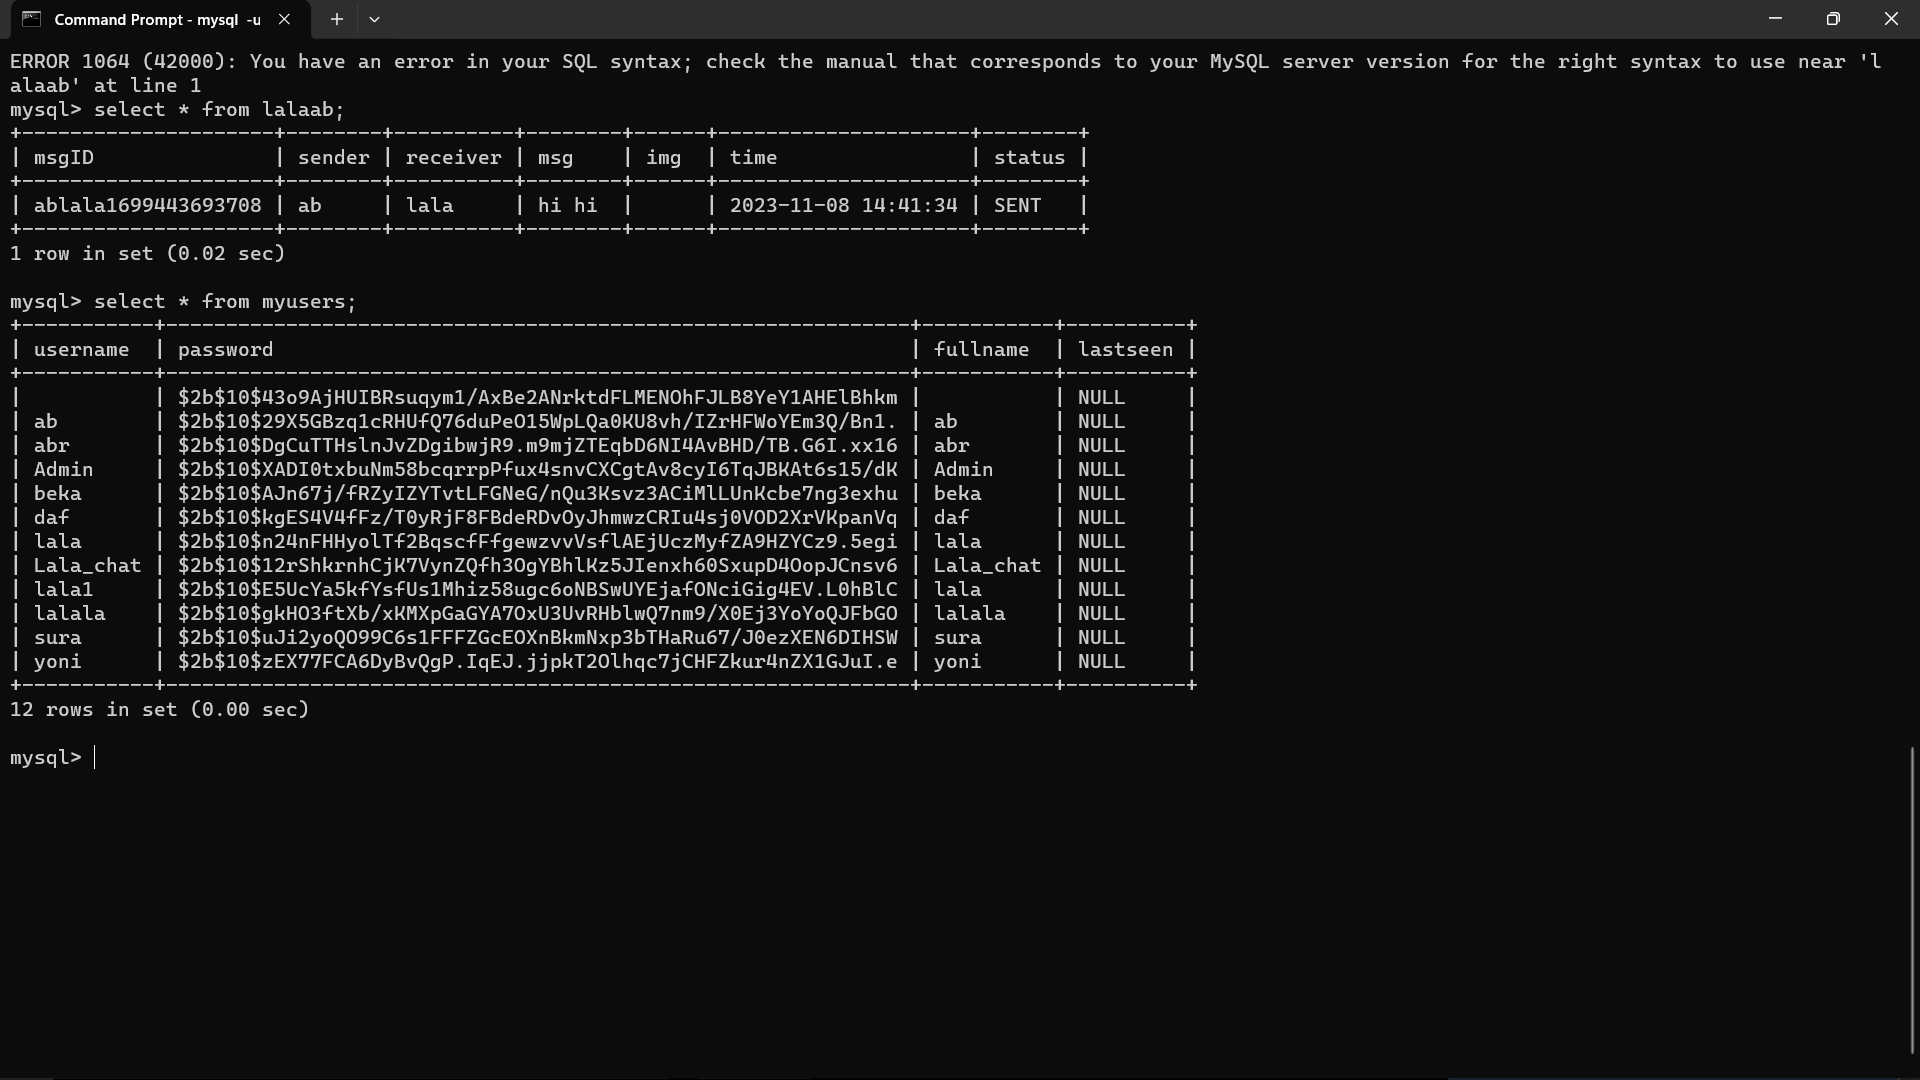 Command Prompt - mysql -u
ERROR 1064 (42000): You have an error in your SQL syntax; check the manual that corresponds to your MySQL server version for the right syntax to use near 'l
alaab' at line 1
mysql> select * from lalaab;
+---------------------+--------+----------+--------+------+---------------------+--------+
| msgID               | sender | receiver | msg    | img  | time                | status |
+---------------------+--------+----------+--------+------+---------------------+--------+
| ablala1699443693708 | ab     | lala     | hi hi  |      | 2023-11-08 14:41:34 | SENT   |
+---------------------+--------+----------+--------+------+---------------------+--------+
1 row in set (0.02 sec)
mysql> select * from myusers;
+-----------+--------------------------------------------------------------+-----------+----------+
| username  | password                                                     | fullname  | lastseen |
+-----------+--------------------------------------------------------------+-----------+----------+
|           | $2b$10$43o9AjHUIBRsuqym1/AxBe2ANrktdFLMENOhFJLB8YeY1AHElBhkm |           | NULL     |
| ab        | $2b$10$29X5GBzq1cRHUfQ76duPeO15WpLQa0KU8vh/IZrHFWoYEm3Q/Bn1. | ab        | NULL     |
| abr       | $2b$10$DgCuTTHslnJvZDgibwjR9.m9mjZTEqbD6NI4AvBHD/TB.G6I.xx16 | abr       | NULL     |
| Admin     | $2b$10$XADI0txbuNm58bcqrrpPfux4snvCXCgtAv8cyI6TqJBKAt6s15/dK | Admin     | NULL     |
| beka      | $2b$10$AJn67j/fRZyIZYTvtLFGNeG/nQu3Ksvz3ACiMlLUnKcbe7ng3exhu | beka      | NULL     |
| daf       | $2b$10$kgES4V4fFz/T0yRjF8FBdeRDvOyJhmwzCRIu4sj0VOD2XrVKpanVq | daf       | NULL     |
| lala      | $2b$10$n24nFHHyolTf2BqscfFfgewzvvVsflAEjUczMyfZA9HZYCz9.5egi | lala      | NULL     |
| Lala_chat | $2b$10$12rShkrnhCjK7VynZQfh3OgYBhlKz5JIenxh60SxupD4OopJCnsv6 | Lala_chat | NULL     |
| lala1     | $2b$10$E5UcYa5kfYsfUs1Mhiz58ugc6oNBSwUYEjafONciGig4EV.L0hBlC | lala      | NULL     |
| lalala    | $2b$10$gkHO3ftXb/xKMXpGaGYA7OxU3UvRHblwQ7nm9/X0Ej3YoYoQJFbGO | lalala    | NULL     |
| sura      | $2b$10$uJi2yoQO99C6s1FFFZGcEOXnBkmNxp3bTHaRu67/J0ezXEN6DIHSW | sura      | NULL     |
| yoni      | $2b$10$zEX77FCA6DyBvQgP.IqEJ.jjpkT2Olhqc7jCHFZkur4nZX1GJuI.e | yoni      | NULL     |
+-----------+--------------------------------------------------------------+-----------+----------+
12 rows in set (0.00 sec)
mysql>